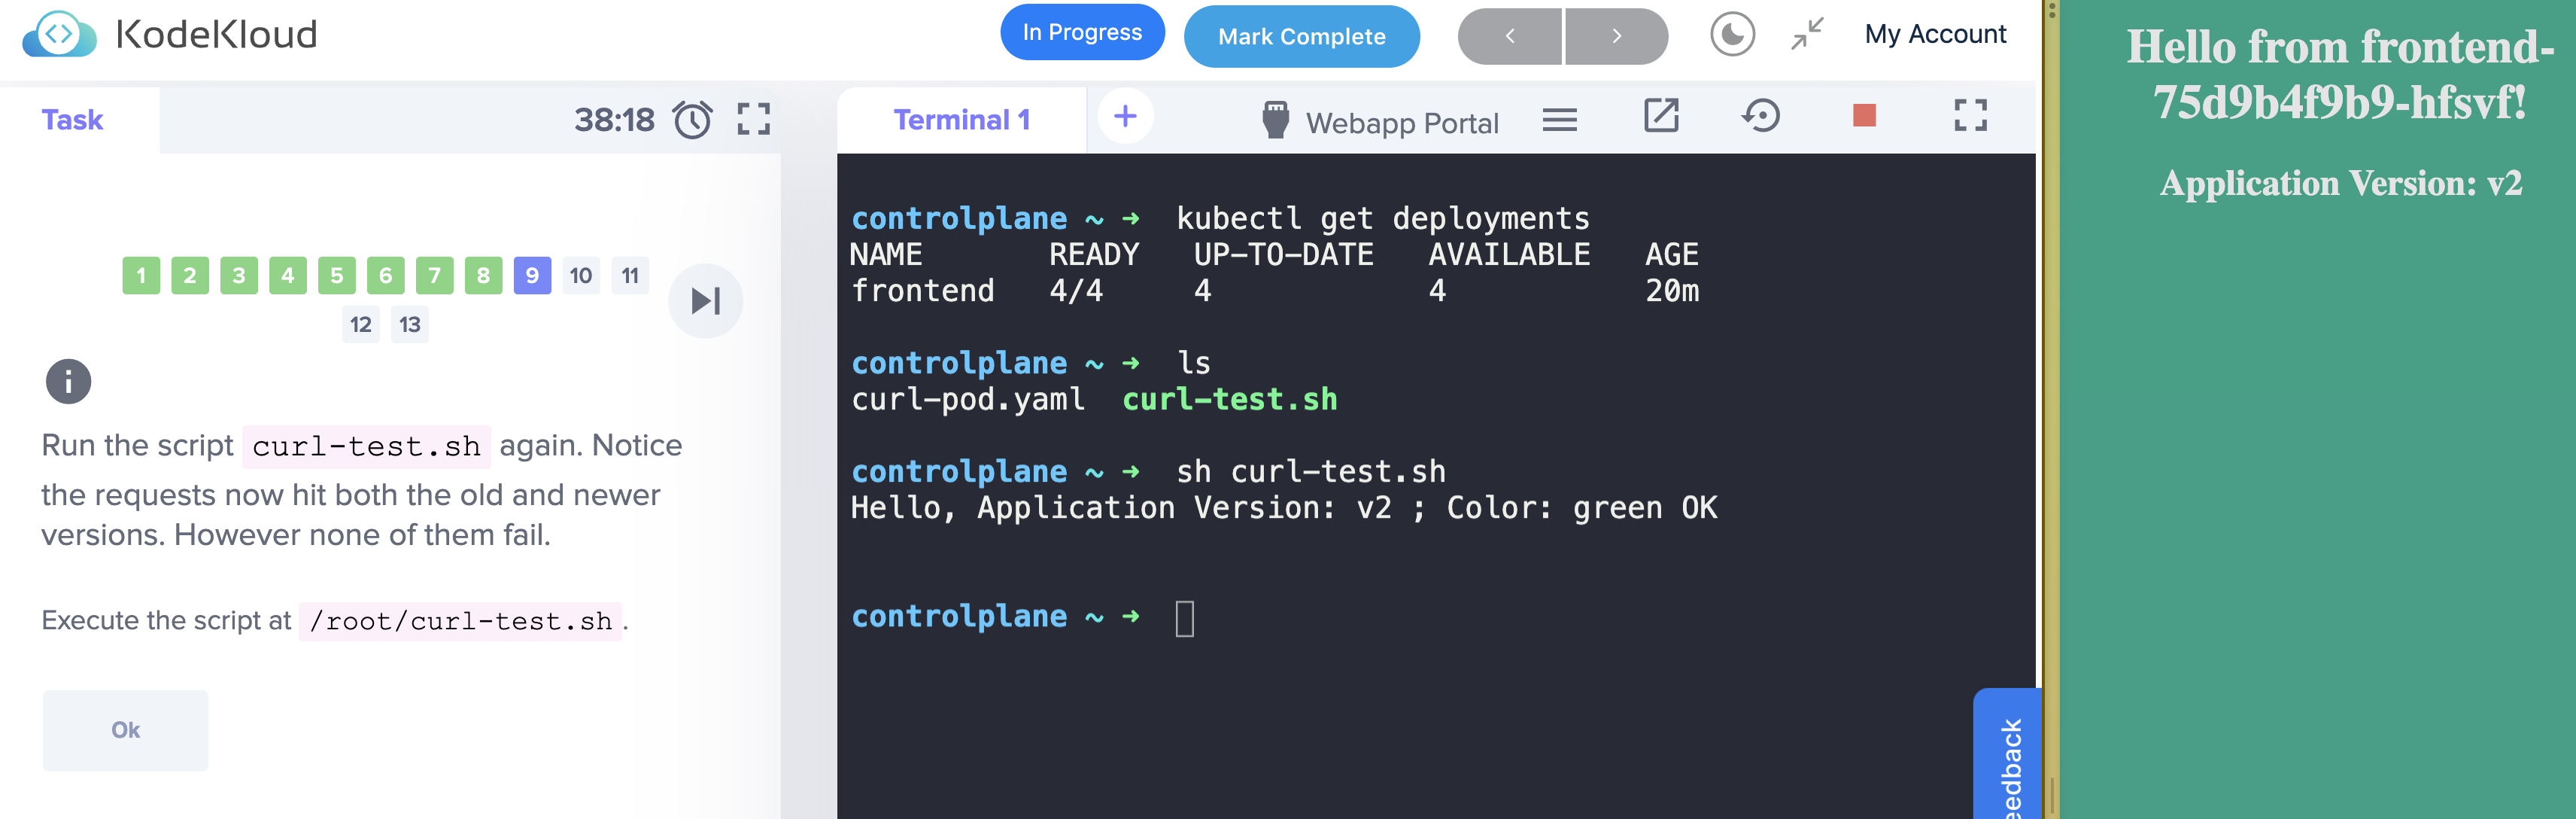 KodeKloud
In Progress
Mark Complete
< >
My Account
Task
38:18
1 2 3 4 5 6 7 8 9 10 11
12 13
i
Run the script curl-test.sh again. Notice
the requests now hit both the old and newer
versions. However none of them fail.
Execute the script at /root/curl-test.sh.
Ok
Terminal 1
+
Webapp Portal
controlplane ~ ➜ kubectl get deployments
NAME READY UP-TO-DATE AVAILABLE AGE
frontend 4/4 4 4 20m
controlplane ~ ➜ ls
curl-pod.yaml curl-test.sh
controlplane ~ ➜ sh curl-test.sh
Hello, Application Version: v2 ; Color: green OK
controlplane ~ ➜
eedback
Hello from frontend-
75d9b4f9b9-hfsvf!
Application Version: v2